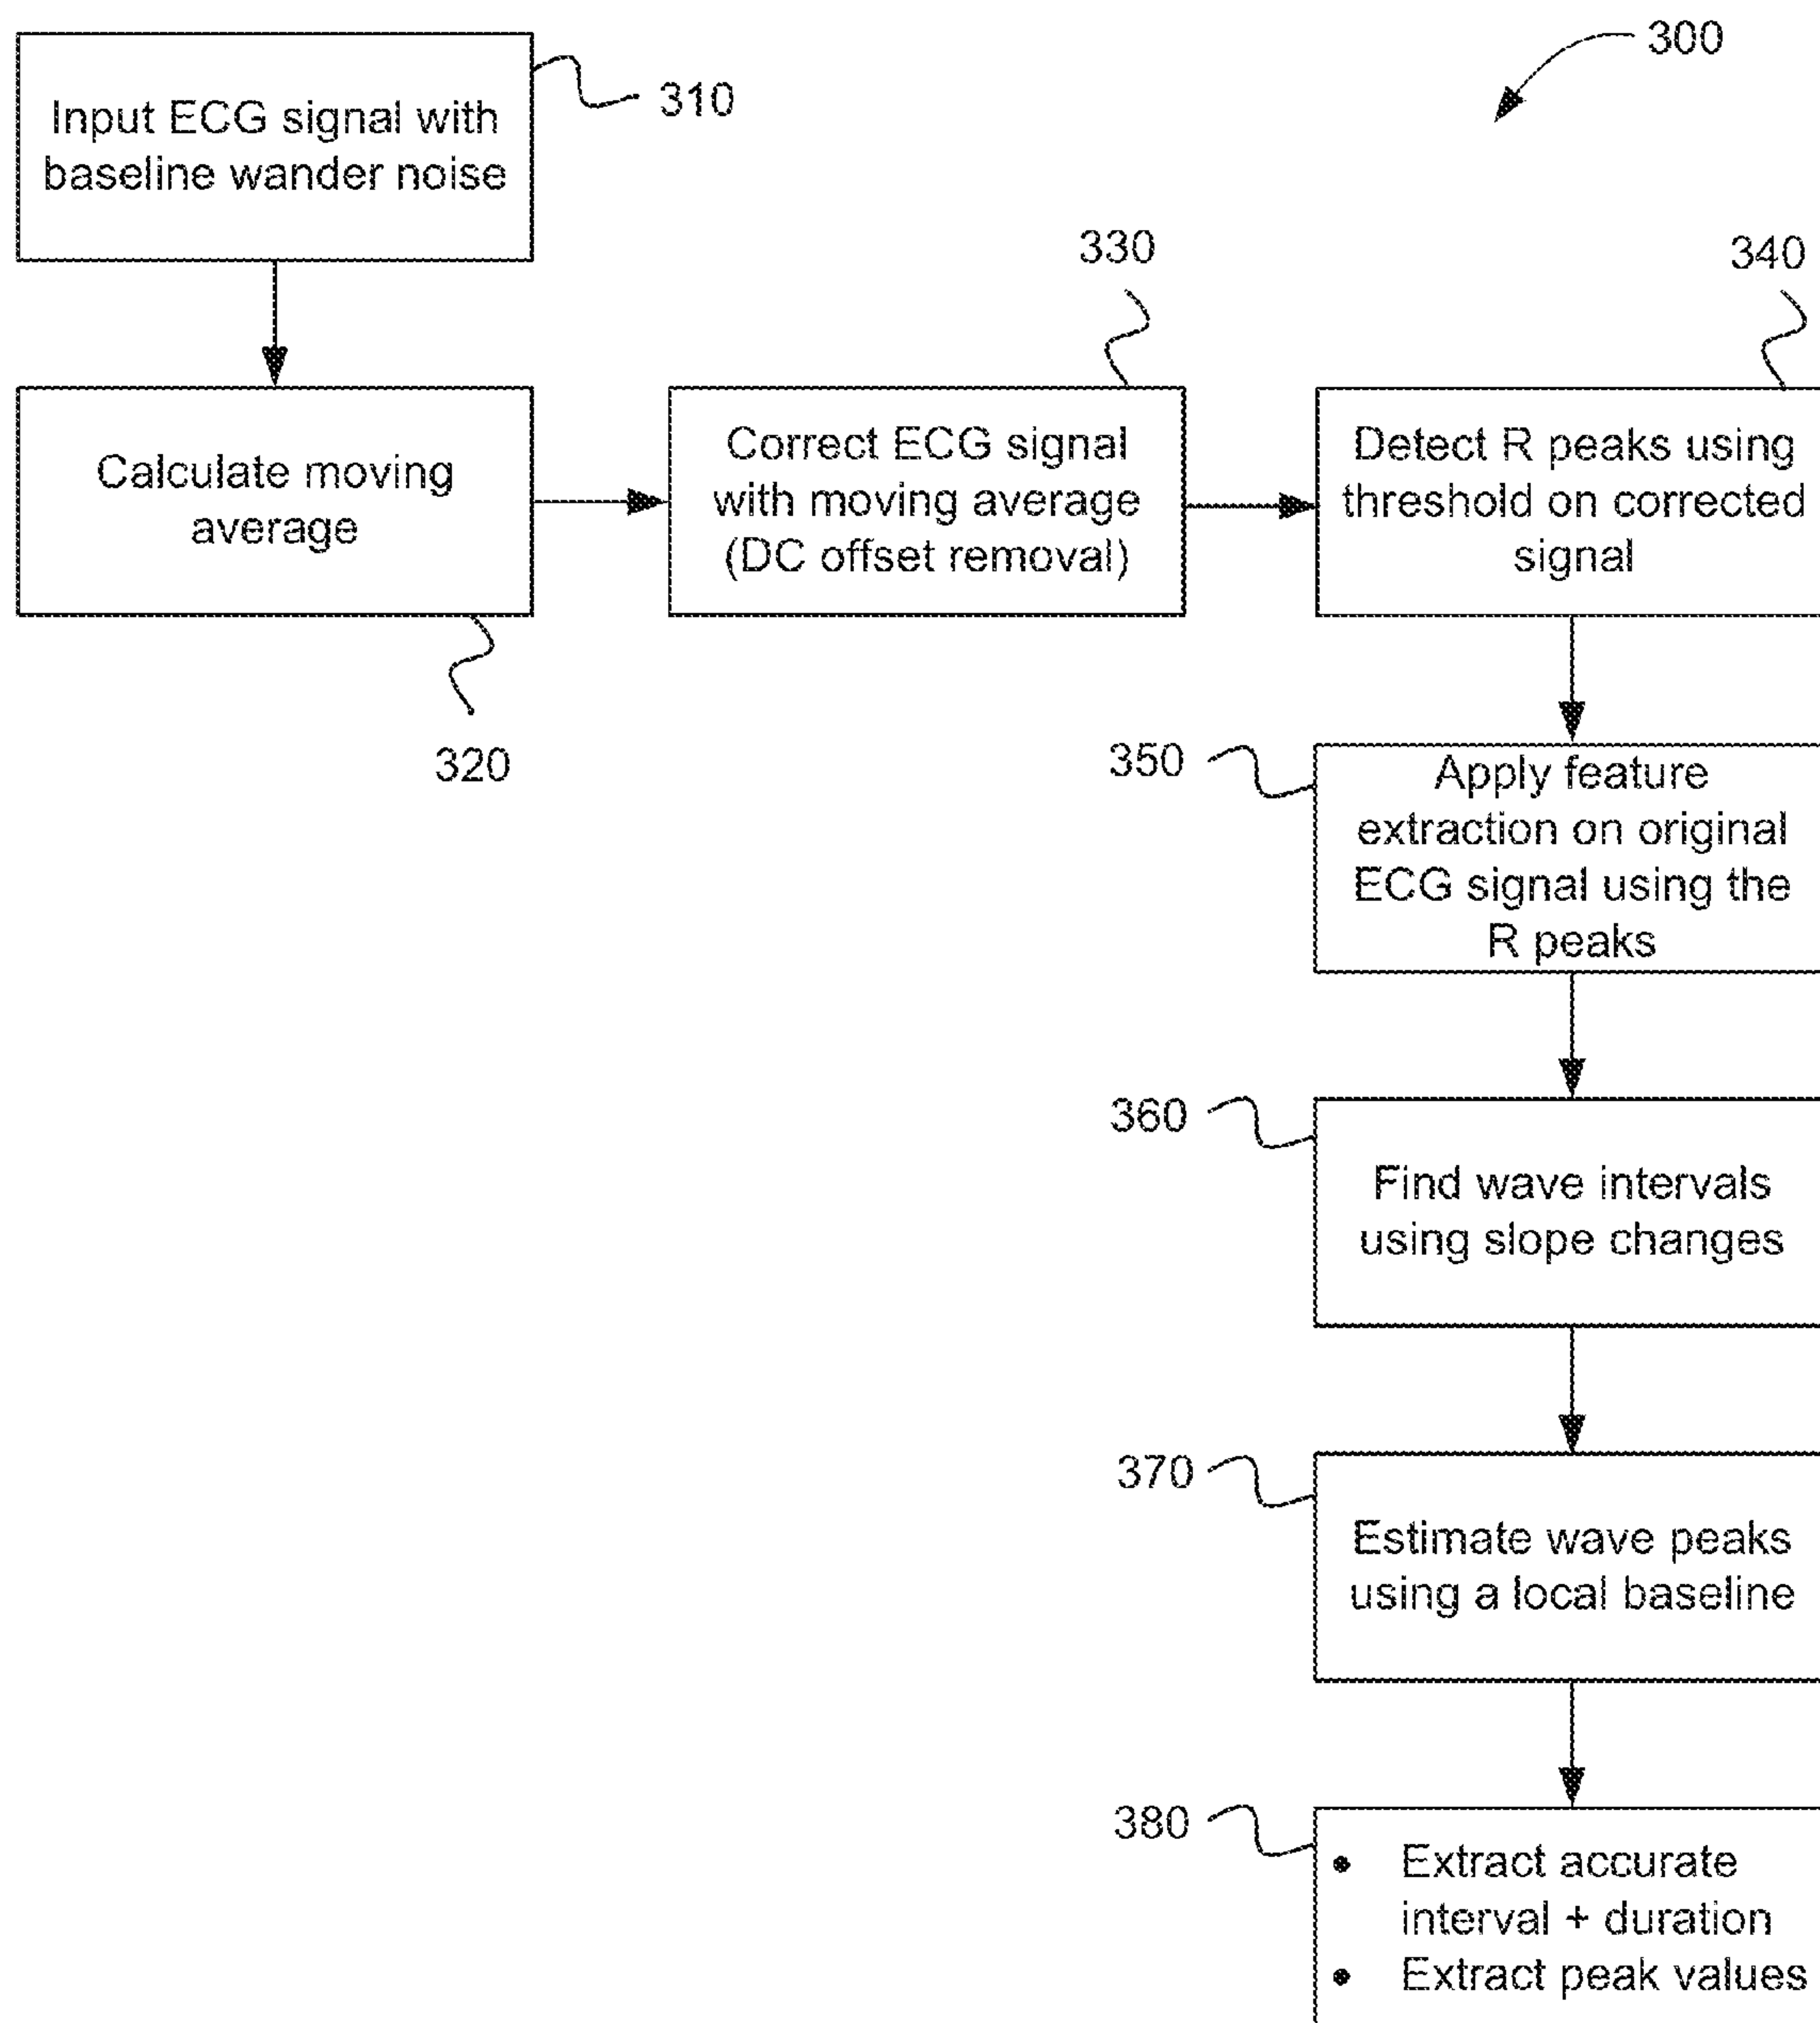 300
Input ECG signal with
baseline wander noise
310
Calculate moving
average
320
330
Correct ECG signal
with moving average
(DC offset removal)
340
Detect R peaks using
threshold on corrected
signal
350
Apply feature
extraction on original
ECG signal using the
R peaks
360
Find wave intervals
using slope changes
370
Estimate wave peaks
using a local baseline
380
• Extract accurate
interval + duration
• Extract peak values